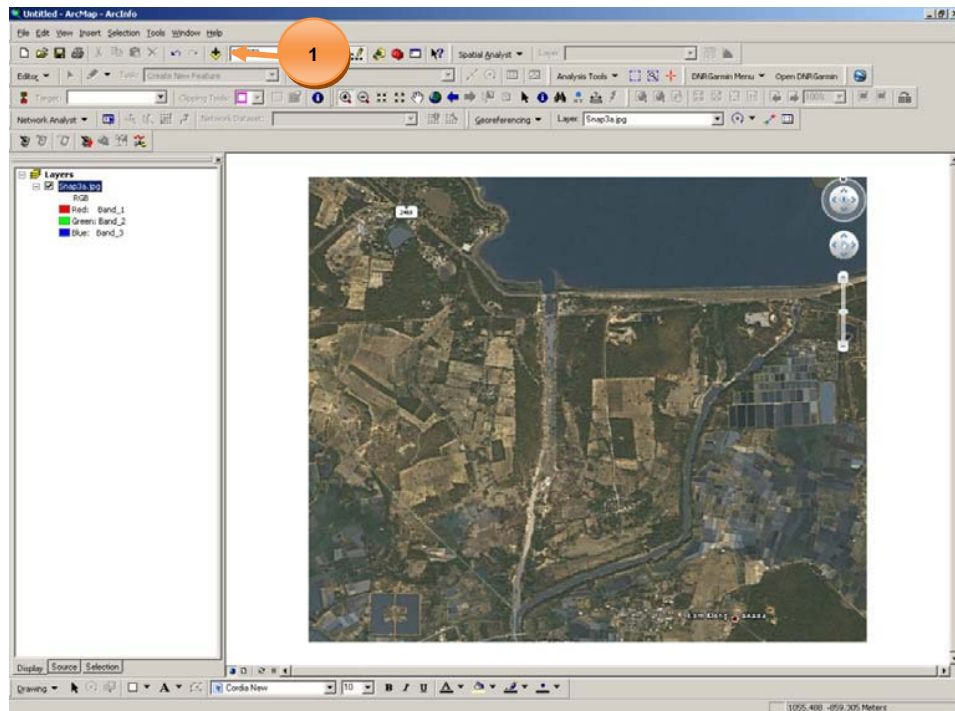 Untitled - ArcMap - ArcInfo
File Edit View Insert Selection Tools Window Help
1
Spatial Analyst Layer:
Editor Task: Create New Feature Analysis Tools DNRGarmin Menu Open DNRGarmin
Target: Clipping Tools: 100%
Network Analyst Network Dataset: Georeferencing Layer: Snap3a.jpg
Layers
Snap3a.jpg
RGB
Red: Band_1
Green: Band_2
Blue: Band_3
Display Source Selection
Drawing A Cordia New 10 B I U A
1055.488 -859.305 Meters